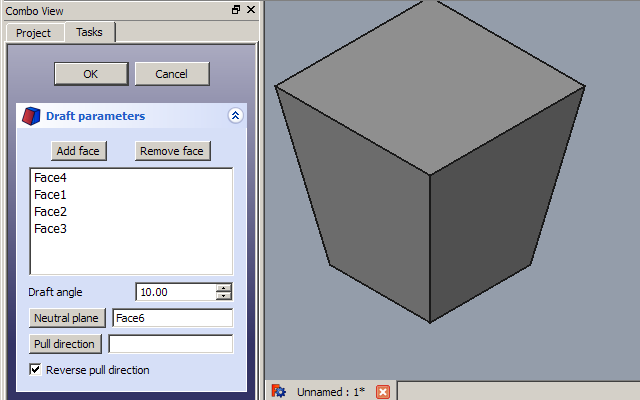 Combo View
Project Tasks
OK Cancel
Draft parameters
Add face Remove face
Face4
Face1
Face2
Face3
Draft angle 10.00
Neutral plane Face6
Pull direction
Reverse pull direction
Unnamed : 1*